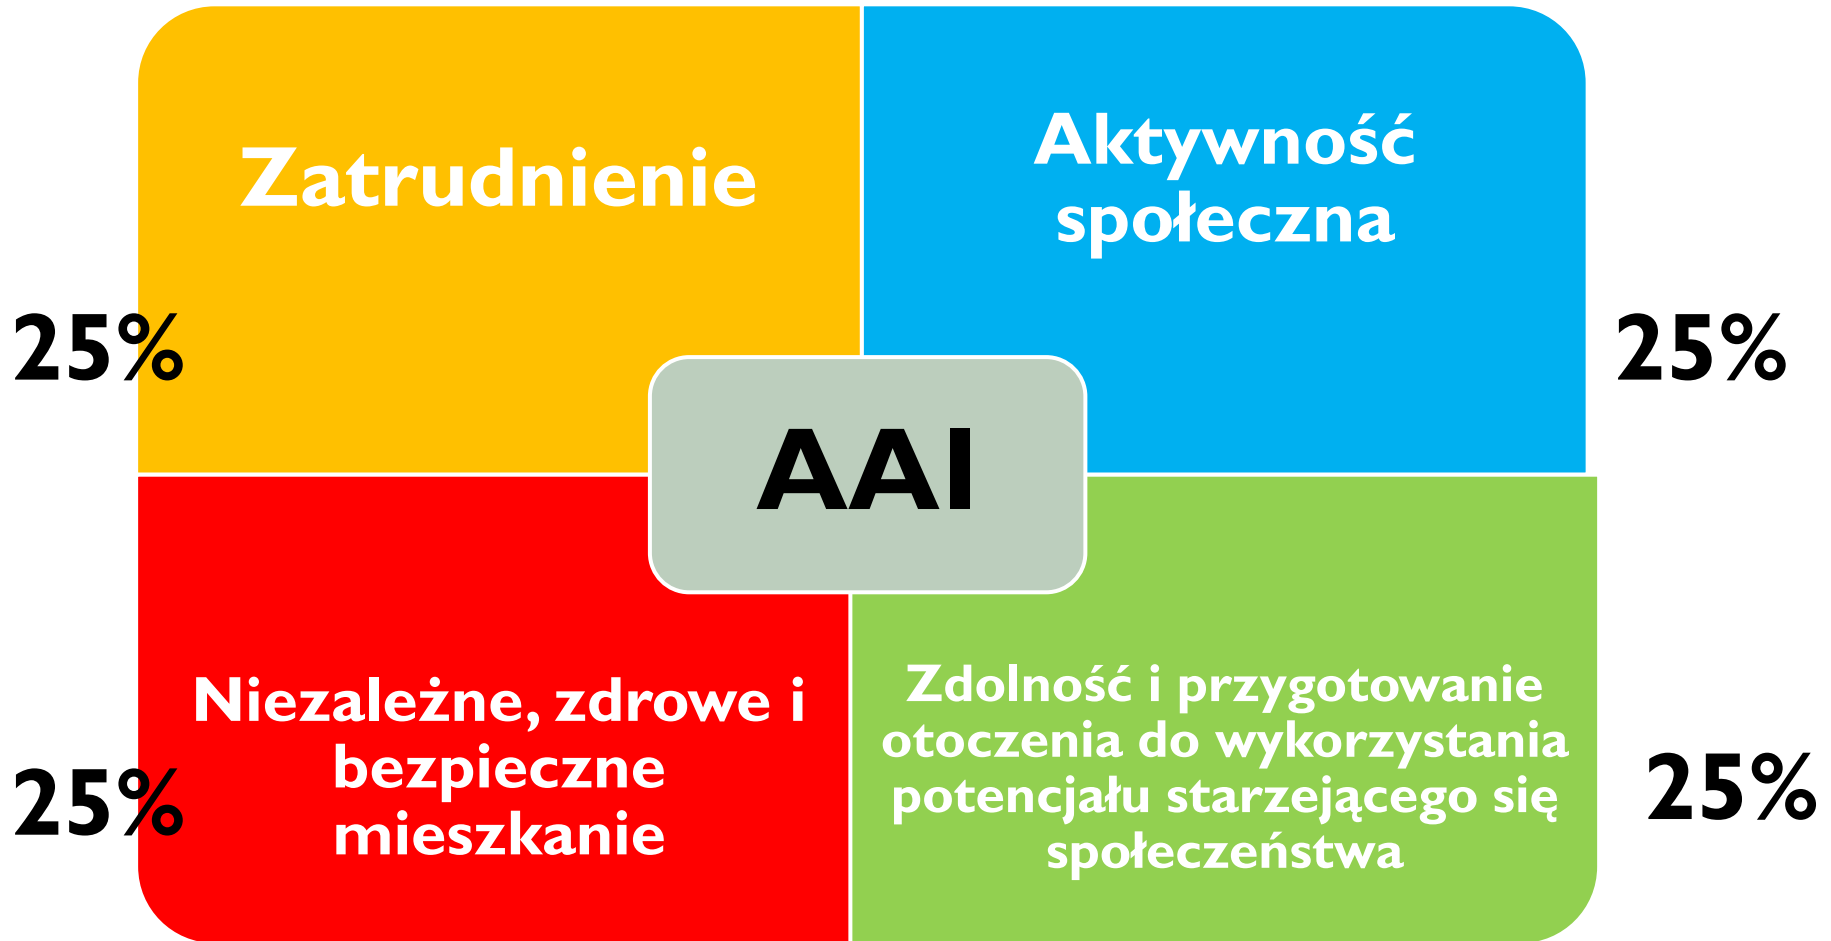 Zatrudnienie
Aktywność
społeczna
25%
25%
AAI
Niezależne, zdrowe i
bezpieczne
mieszkanie
Zdolność i przygotowanie
otoczenia do wykorzystania
potencjału starzejącego się
społeczeństwa
25%
25%